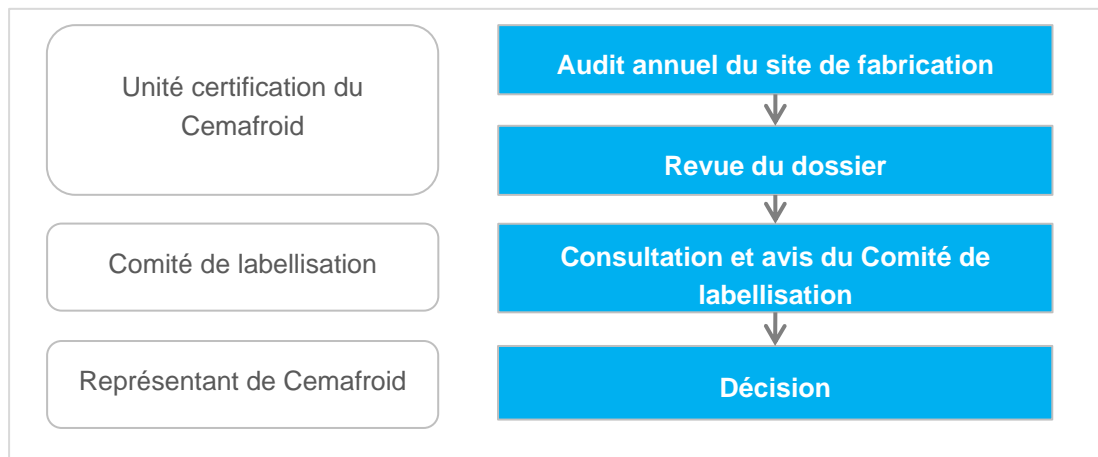 Unité certification du
Cemafroid
Audit annuel du site de fabrication
Revue du dossier
Comité de labellisation
Consultation et avis du Comité de
labellisation
Représentant de Cemafroid
Décision